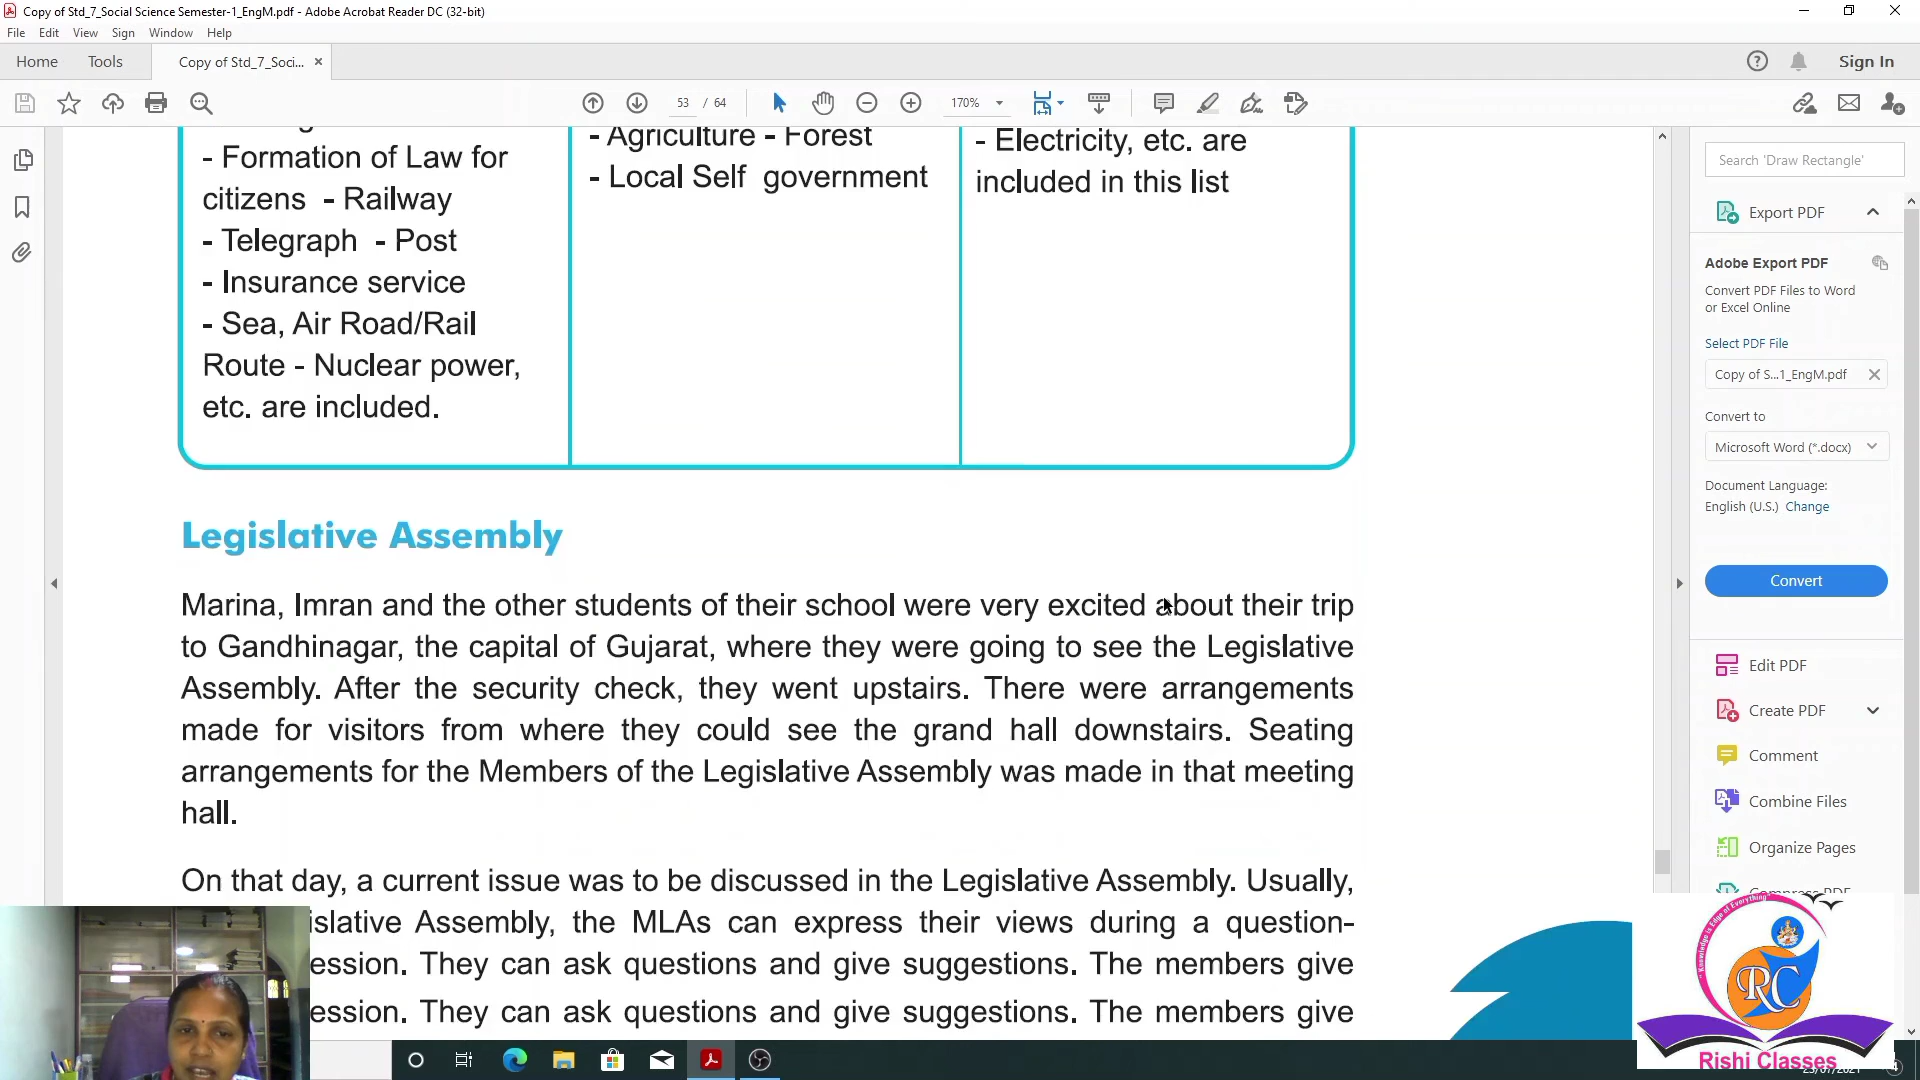 Copy of Std_7_Social Science Semester-1_EngM.pdf - Adobe Acrobat Reader DC (32-bit)
File Edit View Sign Window Help
Home Tools Copy of Std_7_Soci... × Sign In
53 / 64 170%
- Formation of Law for
citizens - Railway
- Telegraph - Post
- Insurance service
- Sea, Air Road/Rail
Route - Nuclear power,
etc. are included.
- Agriculture - Forest
- Local Self government
- Electricity, etc. are
included in this list
Legislative Assembly
Marina, Imran and the other students of their school were very excited about their trip
to Gandhinagar, the capital of Gujarat, where they were going to see the Legislative
Assembly. After the security check, they went upstairs. There were arrangements
made for visitors from where they could see the grand hall downstairs. Seating
arrangements for the Members of the Legislative Assembly was made in that meeting
hall.
On that day, a current issue was to be discussed in the Legislative Assembly. Usually,
islative Assembly, the MLAs can express their views during a question-
ession. They can ask questions and give suggestions. The members give
ession. They can ask questions and give suggestions. The members give
Search 'Draw Rectangle'
Export PDF
Adobe Export PDF
Convert PDF Files to Word
or Excel Online
Select PDF File
Copy of S...1_EngM.pdf
Convert to
Microsoft Word (*.docx)
Document Language:
English (U.S.) Change
Convert
Edit PDF
Create PDF
Comment
Combine Files
Organize Pages
Compress PDF
"Knowledge is Edge of Everything"
RC
Rishi Classes